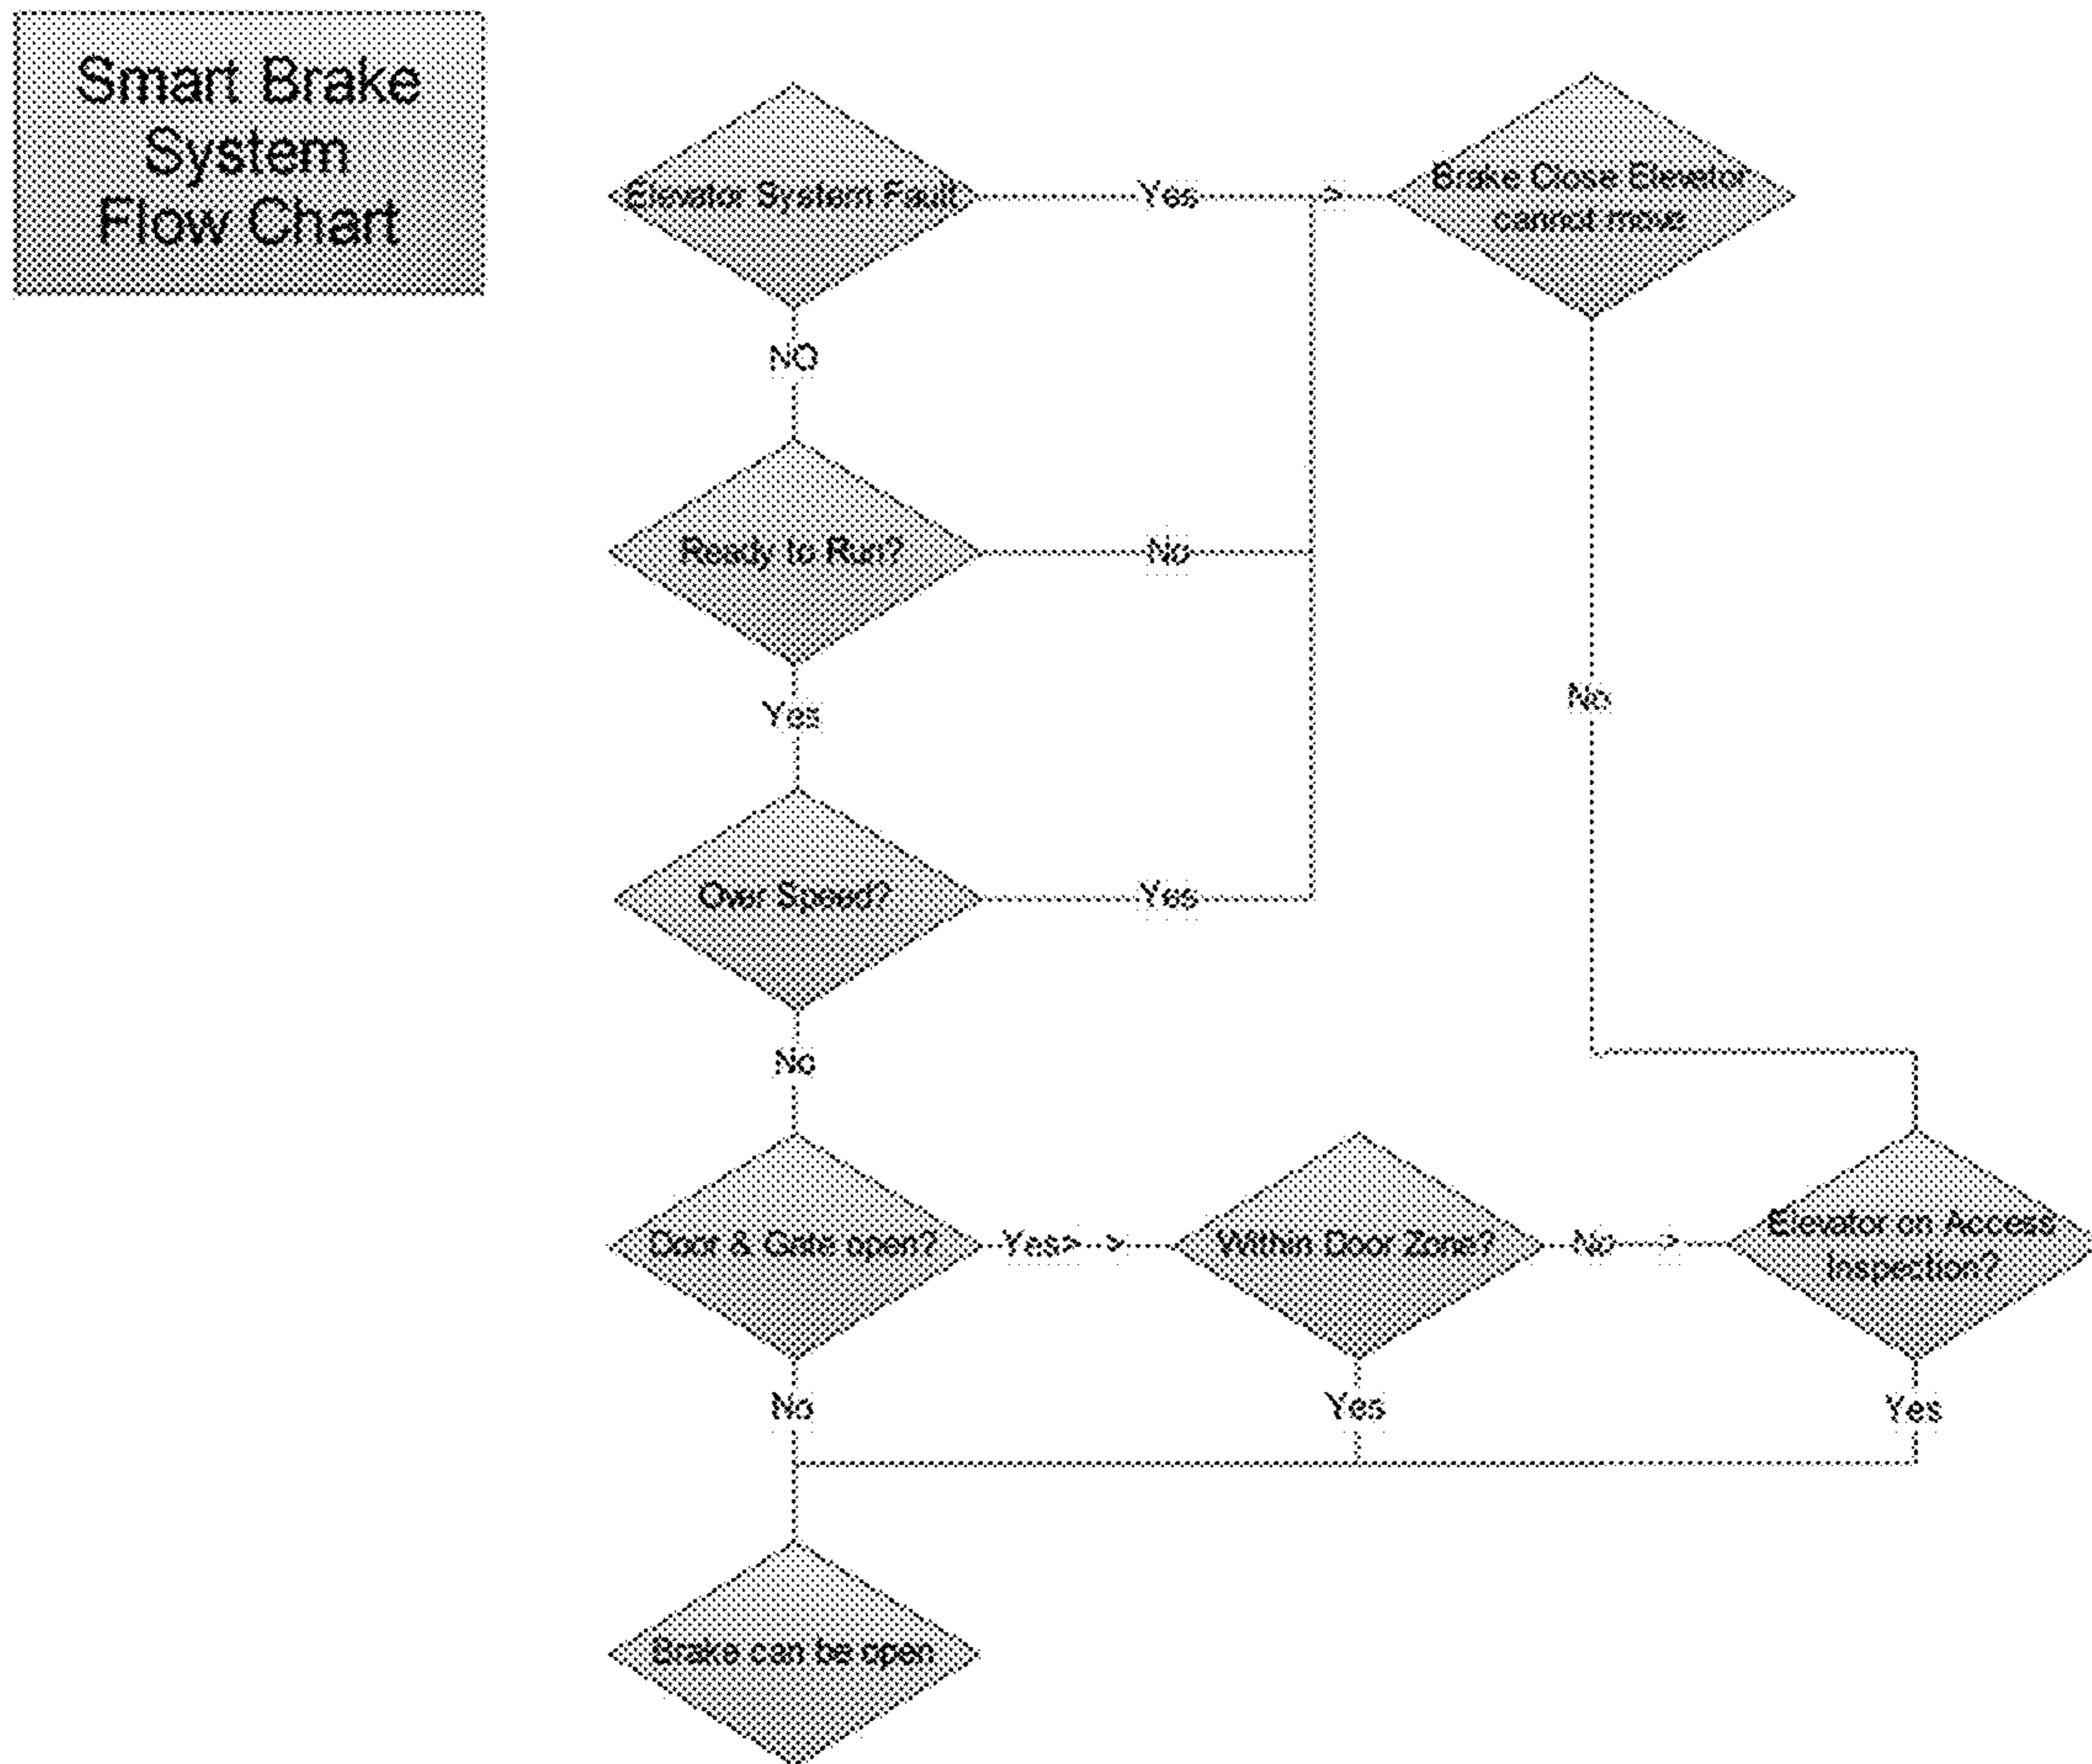 Smart Brake
System
Flow Chart
Elevator System Fault
Yes
>
Brake Close Elevator
cannot move
NO
Ready to Run?
No
Yes
No
Over Speed?
Yes
No
Door & Gate open?
Yes>
>
Within Door Zone?
No
>
Elevator on Access
Inspection?
No
Yes
Yes
Brake can be open